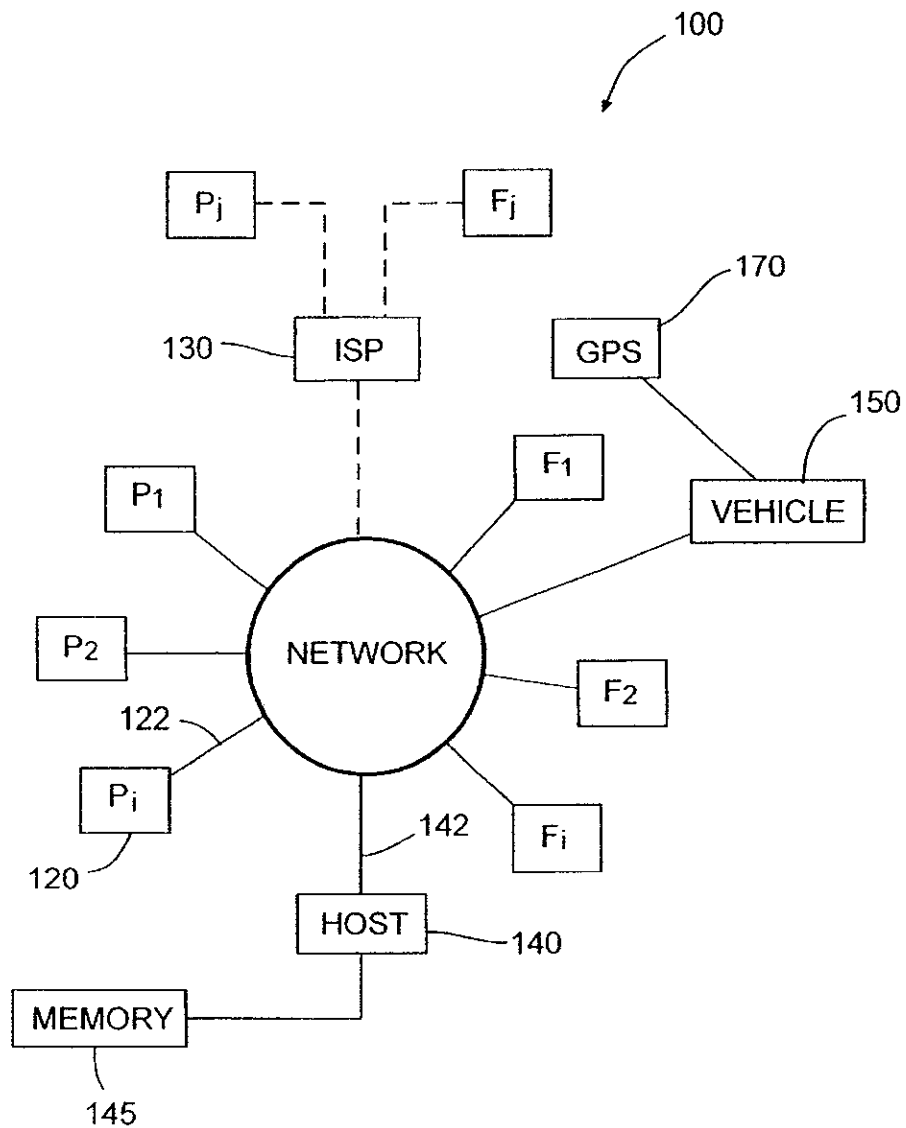 100
Pj
Fj
170
130
ISP
GPS
150
P1
F1
VEHICLE
P2
NETWORK
F2
122
Pi
142
Fi
120
HOST
140
MEMORY
145